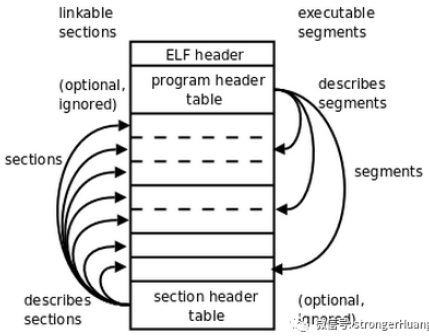 linkable
sections
executable
segments
ELF header
(optional,
ignored)
program header
table
describes
segments
sections
segments
describes
sections
section header
table
(optional,
ignored)
微信号: strongerHuang